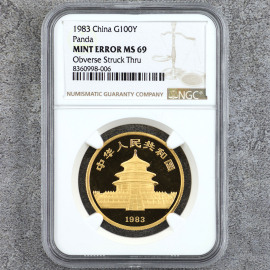 1983 China G100Y
Panda
MINT ERROR MS 69
Obverse Struck Thru
8360998-006
NUMISMATIC GUARANTY COMPANY
NGC
中华人民共和国
1983